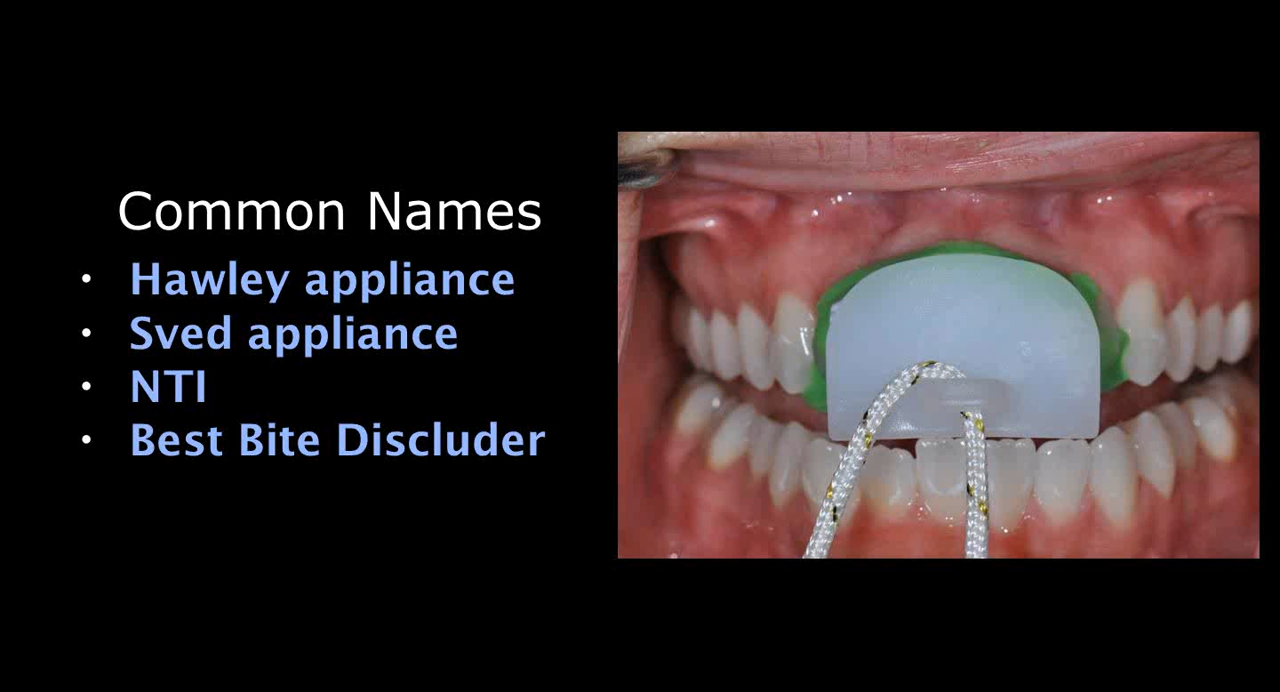 Common Names
• Hawley appliance
• Sved appliance
• NTI
• Best Bite Discluder